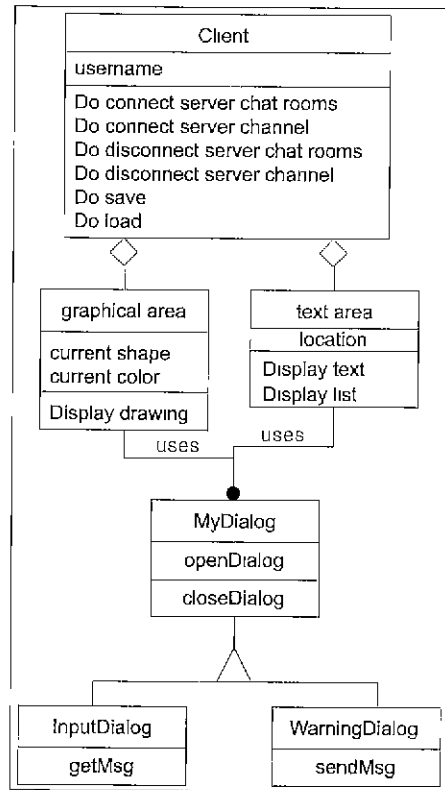 Client
username
Do connect server chat rooms
Do connect server channel
Do disconnect server chat rooms
Do disconnect server channel
Do save
Do load
graphical area
current shape
current color
Display drawing
text area
location
Display text
Display list
uses
uses
MyDialog
openDialog
closeDialog
InputDialog
getMsg
WarningDialog
sendMsg